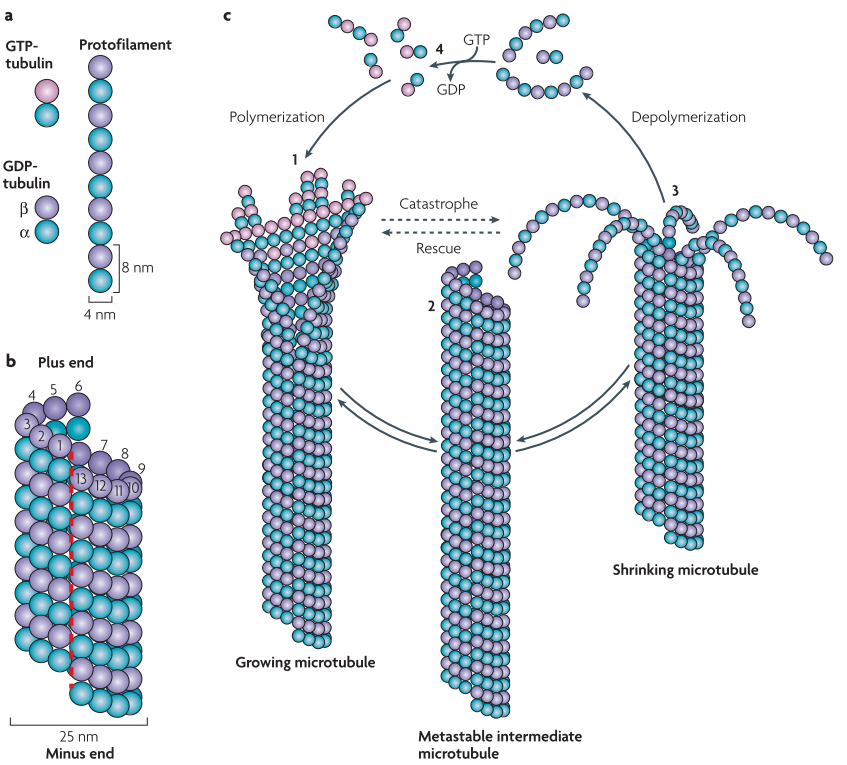 a
GTP-
tubulin
Protofilament
GDP-
tubulin
β
α
8 nm
4 nm
b
Plus end
4
5
6
3
2
1
7
8
9
13
12
11
10
25 nm
Minus end
c
4
GTP
GDP
Polymerization
Depolymerization
1
Catastrophe
Rescue
3
2
Shrinking microtubule
Growing microtubule
Metastable intermediate
microtubule